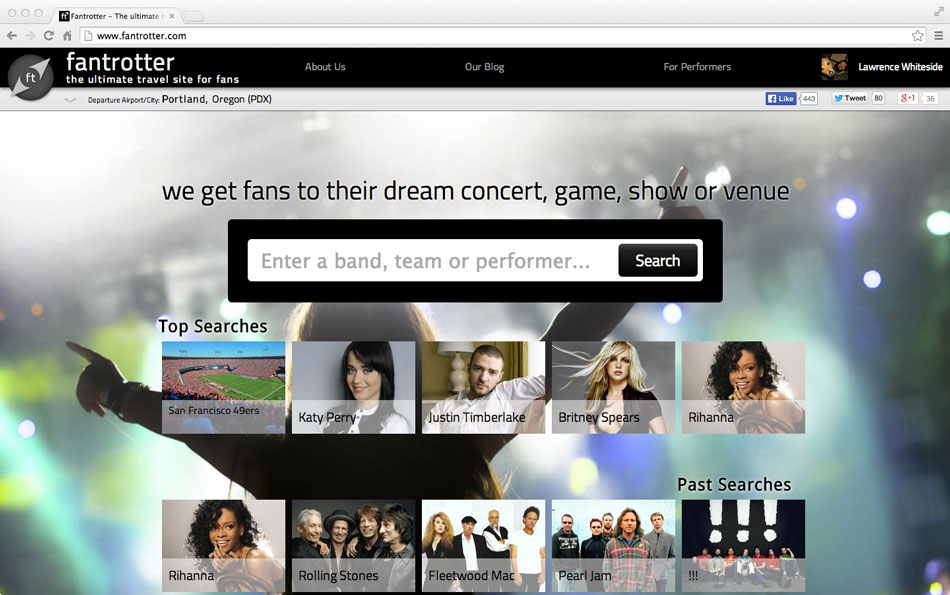 Fantrotter – The ultimate t
www.fantrotter.com
ft
fantrotter
the ultimate travel site for fans
About Us
Our Blog
For Performers
Lawrence Whiteside
Departure Airport/City: Portland, Oregon (PDX)
Like 443
Tweet 80
g+1 36
we get fans to their dream concert, game, show or venue
Enter a band, team or performer...
Search
Top Searches
San Francisco 49ers
Katy Perry
Justin Timberlake
Britney Spears
Rihanna
Past Searches
Rihanna
Rolling Stones
Fleetwood Mac
Pearl Jam
!!!
!!!